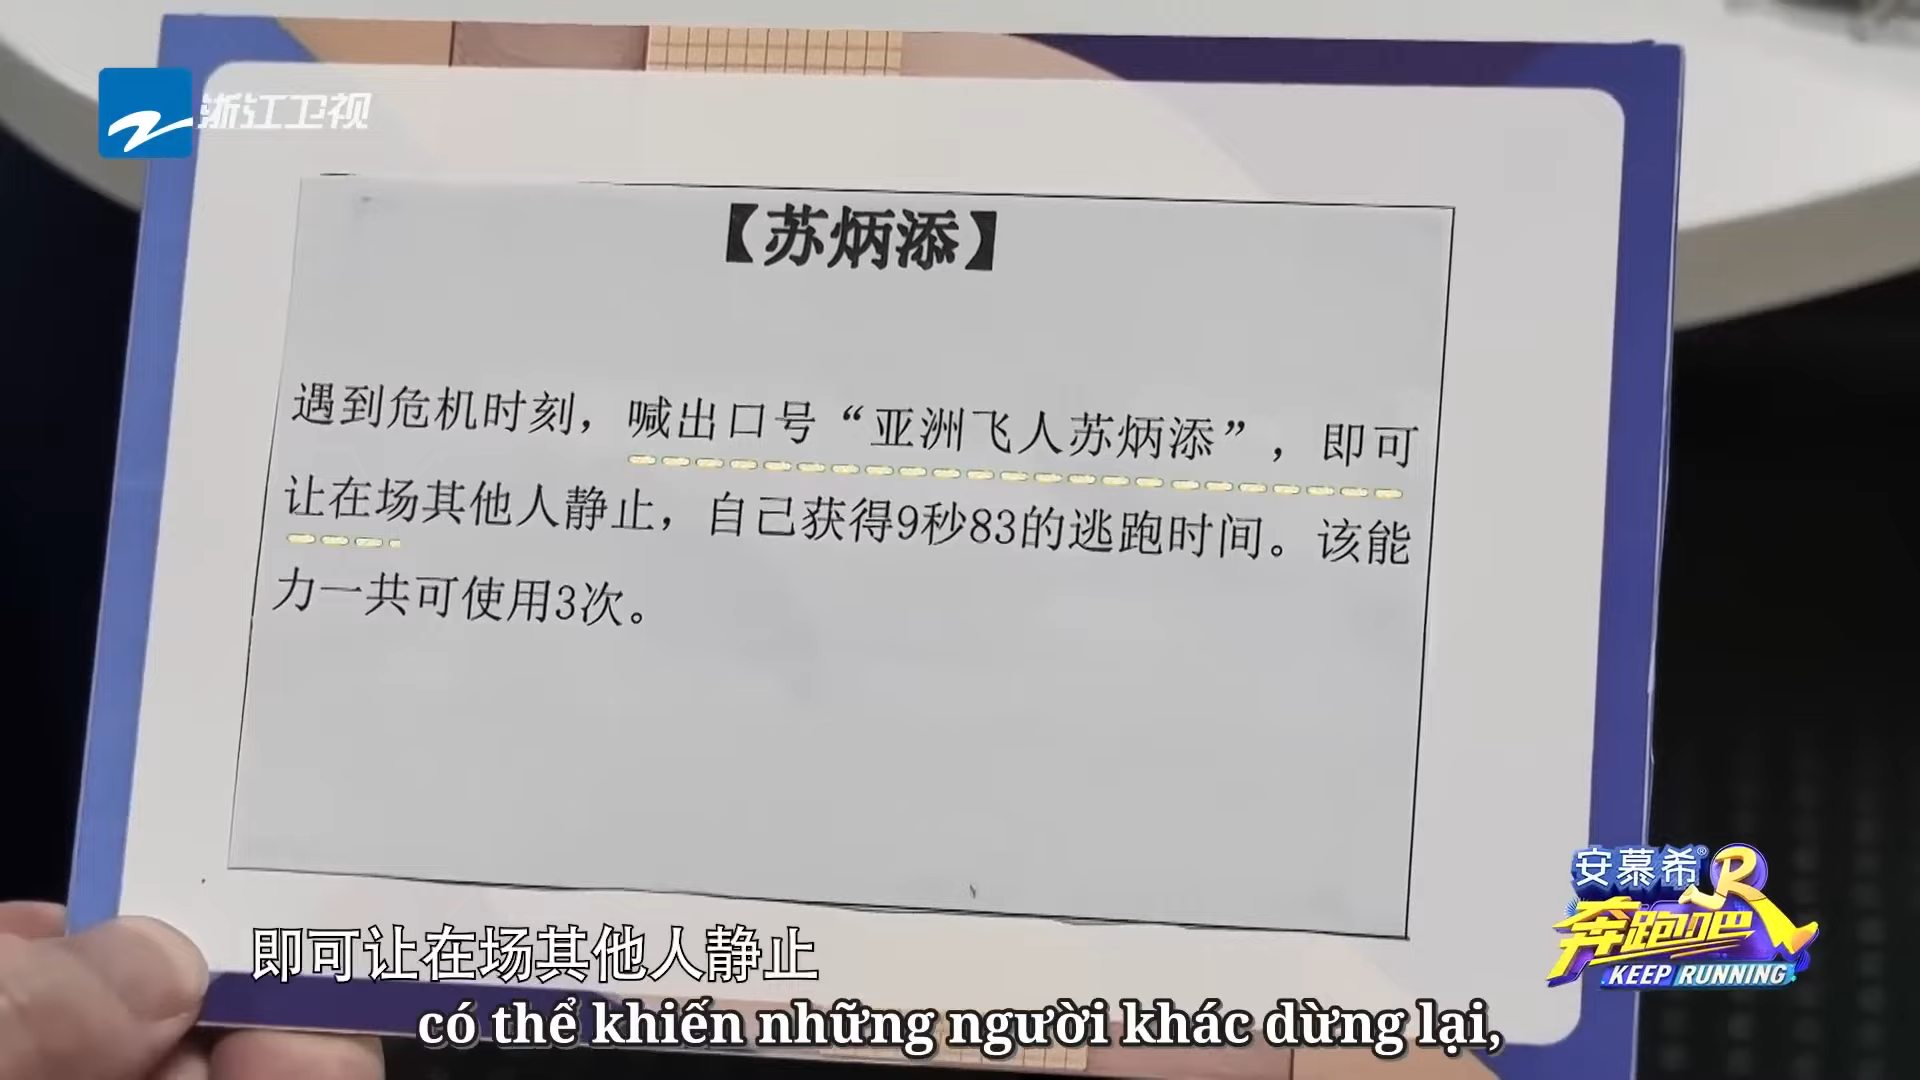 浙江卫视
【苏炳添】
遇到危机时刻，喊出口号“亚洲飞人苏炳添”，即可
让在场其他人静止，自己获得9秒83的逃跑时间。该能
力一共可使用3次。
安慕希®
奔跑吧
KEEP RUNNING
即可让在场其他人静止
có thể khiến những người khác dừng lại,